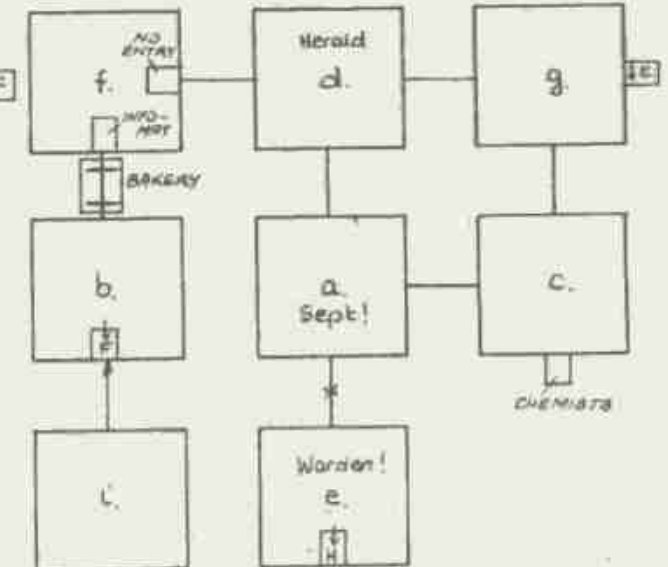 NO
ENTRY
f.
INFO-
MAT
Herald
d.
g.
E
BAKERY
b.
a.
Sept!
c.
CHEMISTS
i.
Warden!
e.
H